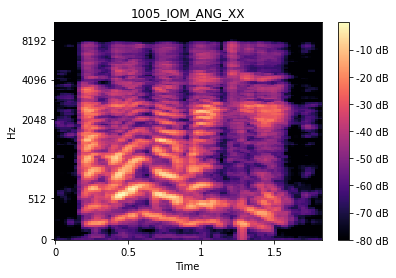 1005_IOM_ANG_XX
8192
4096
2048
1024
512
0
Hz
0
0.5
1
1.5
Time
-10 dB
-20 dB
-30 dB
-40 dB
-50 dB
-60 dB
-70 dB
-80 dB